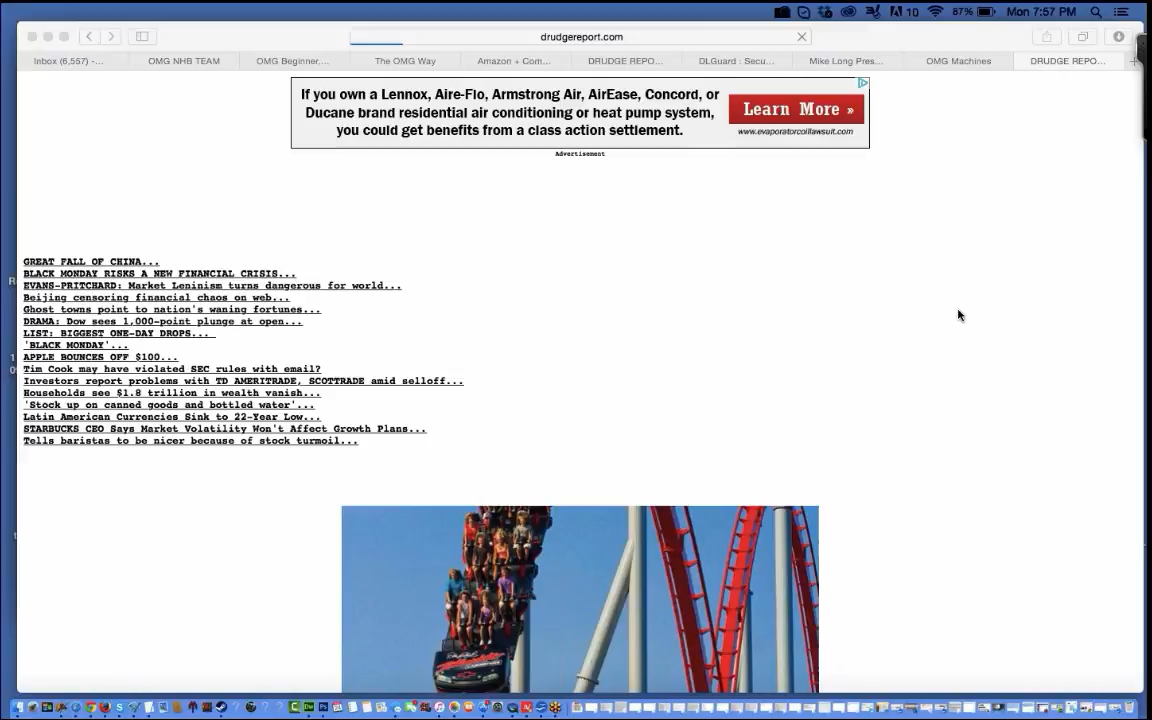 10 87% Mon 7:57 PM
drudgereport.com
Inbox (6,557) -... OMG NHB TEAM OMG Beginner,... The OMG Way Amazon + Com... DRUDGE REPO... DLGuard : Secu... Mike Long Pres... OMG Machines DRUDGE REPO...
If you own a Lennox, Aire-Flo, Armstrong Air, AirEase, Concord, or
Ducane brand residential air conditioning or heat pump system,
you could get benefits from a class action settlement.
Learn More »
www.evaporatorcoillawsuit.com
Advertisement
GREAT FALL OF CHINA...
BLACK MONDAY RISKS A NEW FINANCIAL CRISIS...
EVANS-PRITCHARD: Market Leninism turns dangerous for world...
Beijing censoring financial chaos on web...
Ghost towns point to nation's waning fortunes...
DRAMA: Dow sees 1,000-point plunge at open...
LIST: BIGGEST ONE-DAY DROPS...
'BLACK MONDAY'...
APPLE BOUNCES OFF $100...
Tim Cook may have violated SEC rules with email?
Investors report problems with TD AMERITRADE, SCOTTRADE amid selloff...
Households see $1.8 trillion in wealth vanish...
'Stock up on canned goods and bottled water'...
Latin American Currencies Sink to 22-Year Low...
STARBUCKS CEO Says Market Volatility Won't Affect Growth Plans...
Tells baristas to be nicer because of stock turmoil...